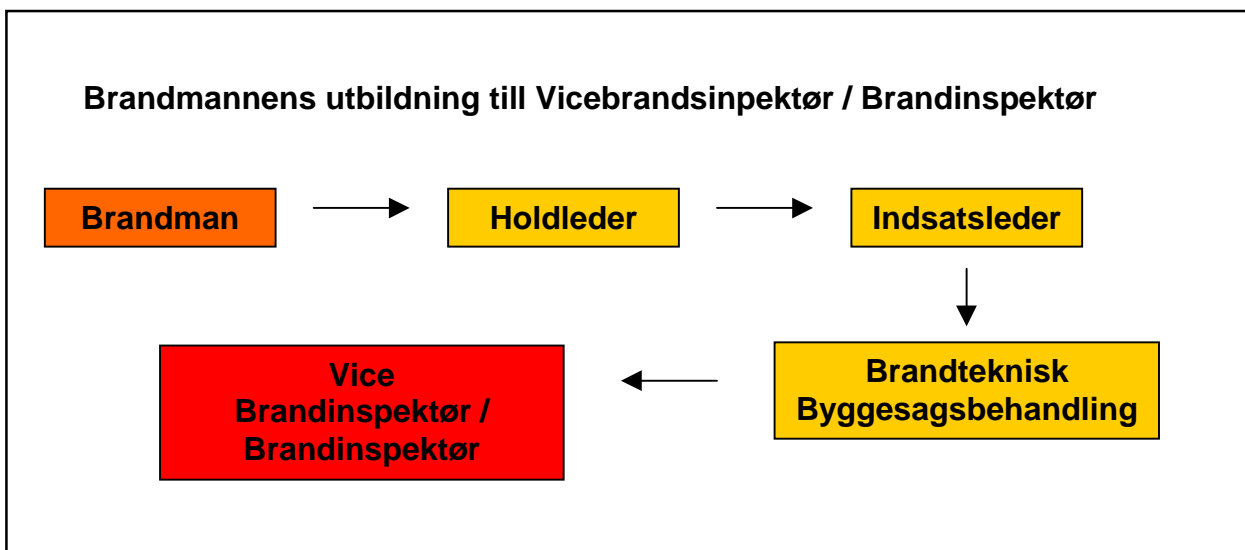 Brandmannens utbildning till Vicebrandsinpektør / Brandinspektør
Brandman
Holdleder
Indsatsleder
Brandteknisk
Byggesagsbehandling
Vice
Brandinspektør /
Brandinspektør